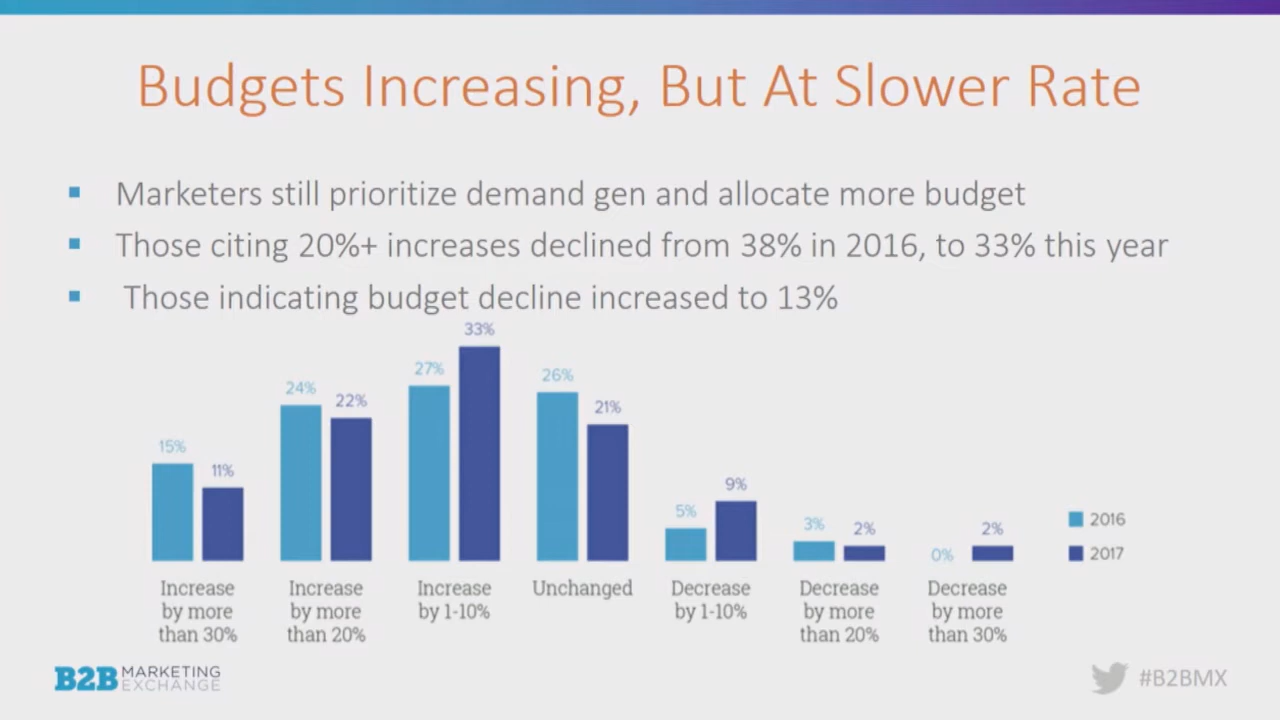 Budgets Increasing, But At Slower Rate
Marketers still prioritize demand gen and allocate more budget
Those citing 20%+ increases declined from 38% in 2016, to 33% this year
Those indicating budget decline increased to 13%
15%
11%
24%
22%
27%
33%
26%
21%
5%
9%
3%
2%
0%
2%
2016
2017
Increase
by more
than 30%
Increase
by more
than 20%
Increase
by 1-10%
Unchanged
Decrease
by 1-10%
Decrease
by more
than 20%
Decrease
by more
than 30%
B2B MARKETING
EXCHANGE
#B2BMX